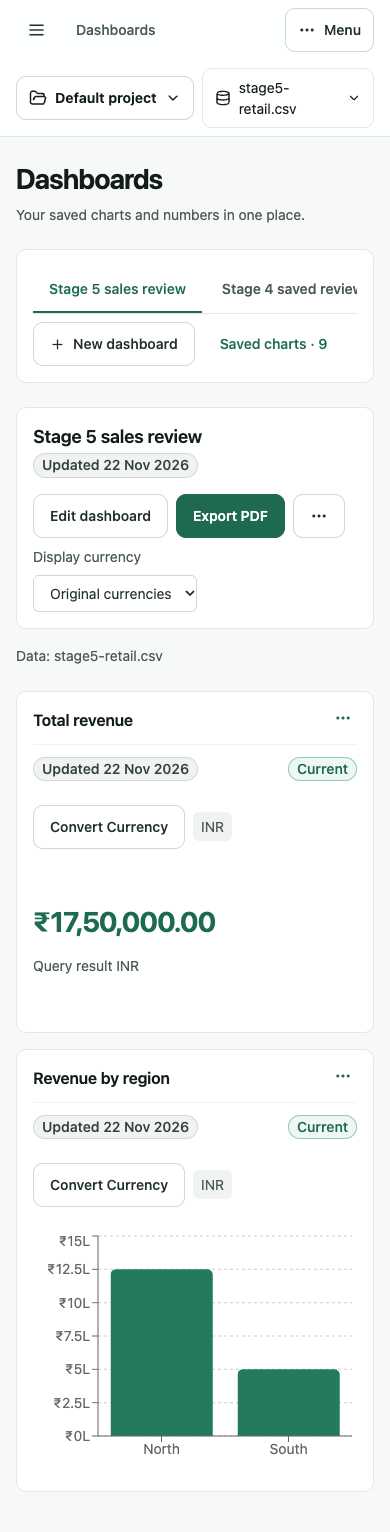 Dashboards
Menu
Default project
stage5-
retail.csv
Dashboards
Your saved charts and numbers in one place.
Stage 5 sales review
Stage 4 saved review
New dashboard
Saved charts · 9
Stage 5 sales review
Updated 22 Nov 2026
Edit dashboard
Export PDF
Display currency
Original currencies
Data: stage5-retail.csv
Total revenue
Updated 22 Nov 2026
Current
Convert Currency
INR
₹17,50,000.00
Query result INR
Revenue by region
Updated 22 Nov 2026
Current
Convert Currency
INR
₹15L
₹12.5L
₹10L
₹7.5L
₹5L
₹2.5L
₹0L
North
South